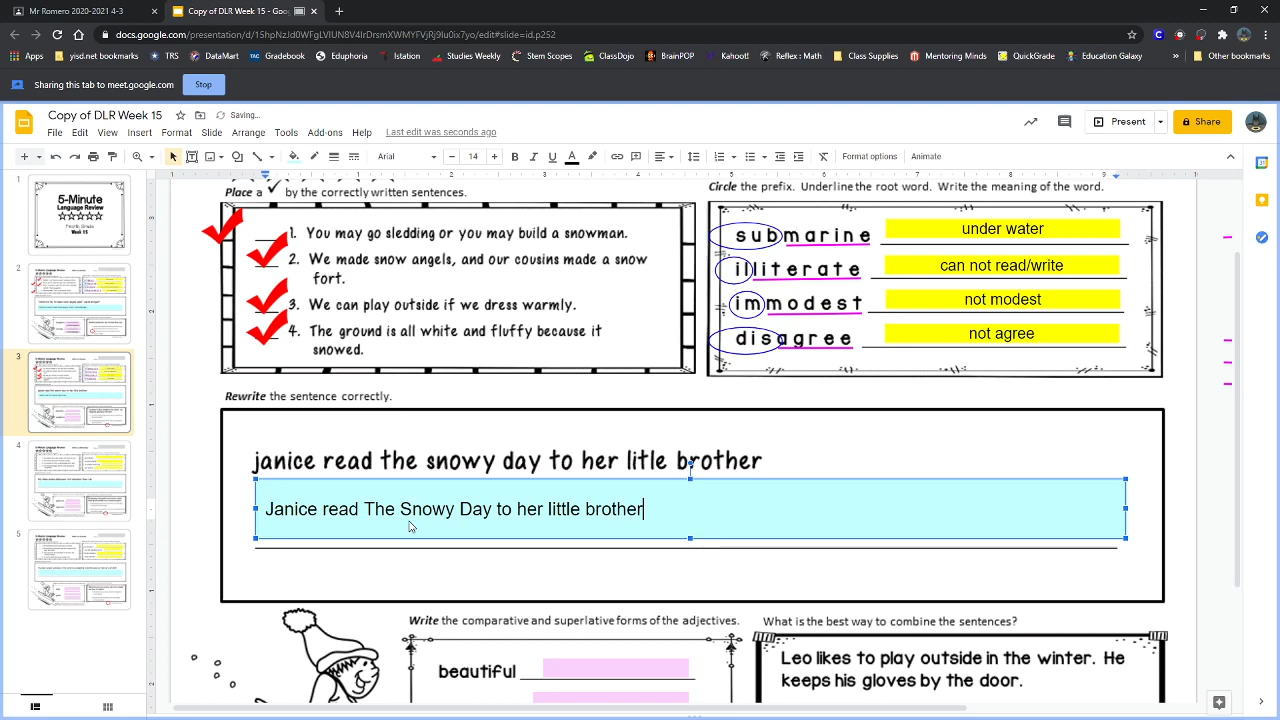 Mr Romero 2020-2021 4-3
Copy of DLR Week 15 - Goog
docs.google.com/presentation/d/15hpNzJd0WFgLVIUN8V4IrDrsmXWMYFVjRj9Iu0ix7yo/edit#slide=id.p252
Apps yisd.net bookmarks TRS DataMart GradeBook Euphoria Istation Studies Weekly Stem Scopes ClassDojo BrainPOP Kahoot! Reflex : Math Class Supplies Mentoring Minds Education Galaxy » Other bookmarks
Sharing this tab to meet.google.com Stop
Copy of DLR Week 15 Saving...
File Edit View Insert Format Slide Arrange Tools Add-ons Help Last edit was seconds ago
Present Share
Arial 14 B I U A Format options Animate
1
5-Minute
Language Review
Fourth Grade
Week 15
2
3
4
5
Place a ✓ by the correctly written sentences.
1. You may go sledding or you may build a snowman.
2. We made snow angels, and our cousins made a snow
fort.
3. We can play outside if we dress warmly.
4. The ground is all white and fluffy because it
snowed.
Circle the prefix. Underline the root word. Write the meaning of the word.
submarine under water
illiterate can not read/write
immodest not modest
disagree not agree
Rewrite the sentence correctly.
janice read the snowy day to her litle brother
Janice read The Snowy Day to her little brother
Write the comparative and superlative forms of the adjectives.
beautiful
What is the best way to combine the sentences?
Leo likes to play outside in the winter. He
keeps his gloves by the door.